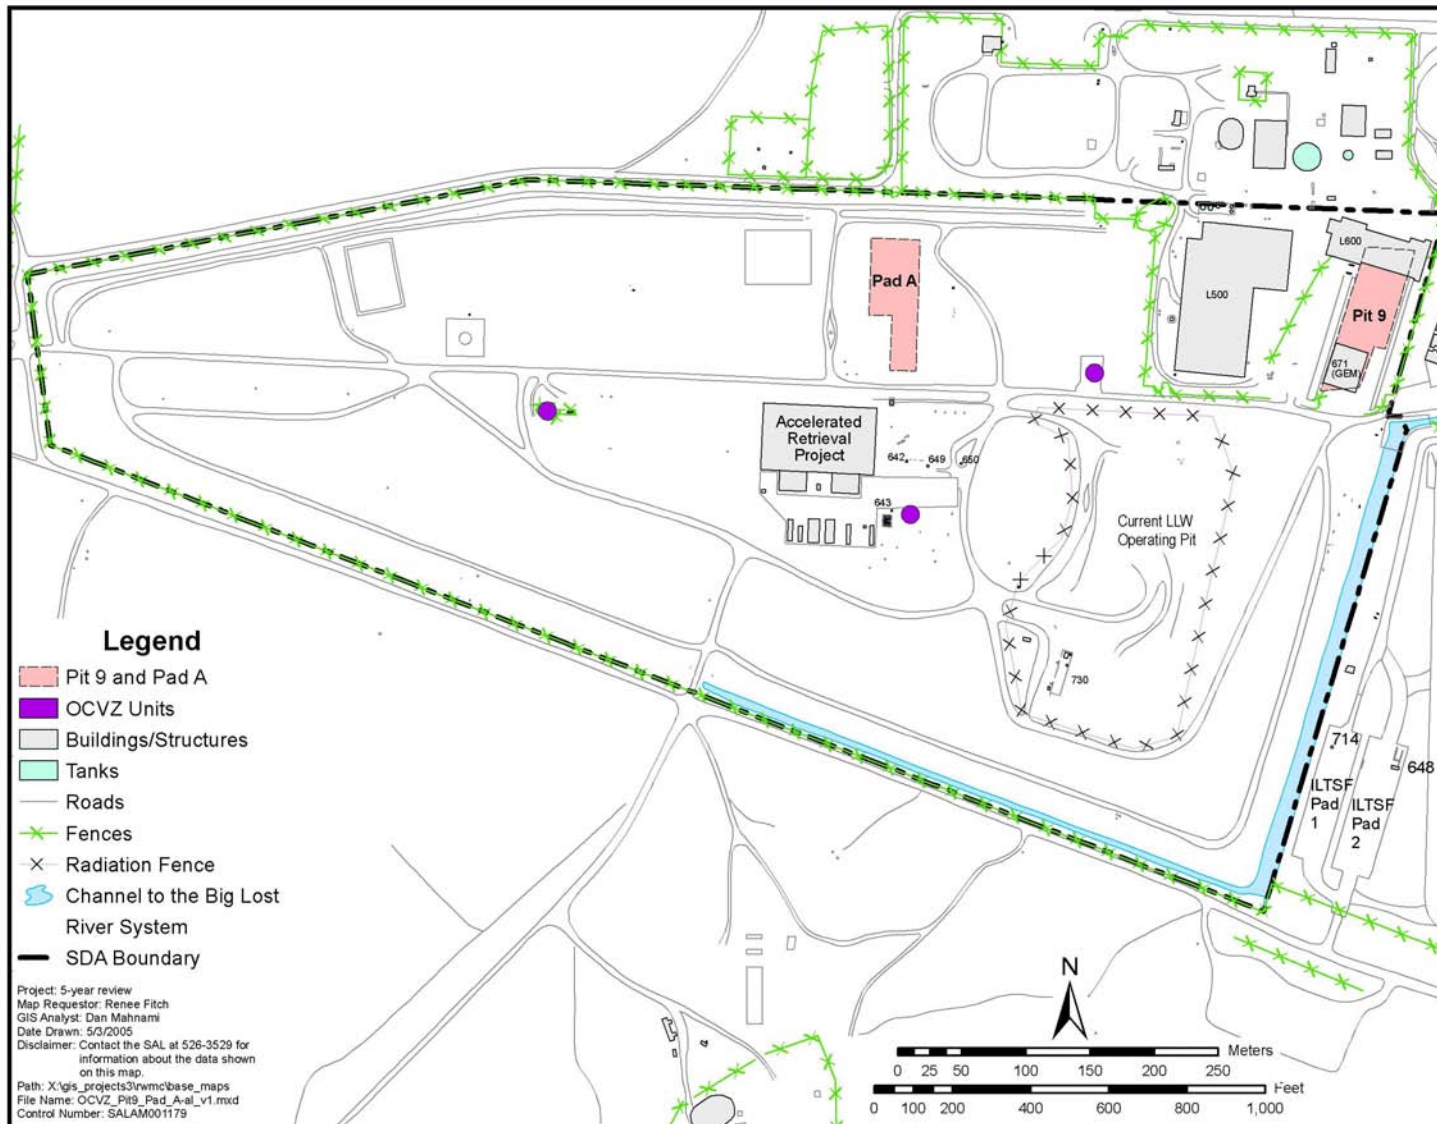 L600
Pad A
L500
Pit 9
671
(GEM)
Accelerated
Retrieval
Project
642
649
650
643
Current LLW
Operating Pit
730
714
648
ILTSF
Pad
1
ILTSF
Pad
2
Legend
Pit 9 and Pad A
OCVZ Units
Buildings/Structures
Tanks
Roads
Fences
Radiation Fence
Channel to the Big Lost
River System
SDA Boundary
Project: 5-year review
Map Requestor: Renee Fitch
GIS Analyst: Dan Mahnami
Date Drawn: 5/3/2005
Disclaimer: Contact the SAL at 526-3529 for
information about the data shown
on this map.
Path: X:\gis_projects3\rwmc\base_maps
File Name: OCVZ_Pit9_Pad_A-al_v1.mxd
Control Number: SALAM001179
N
Meters
0 25 50 100 150 200 250
Feet
0 100 200 400 600 800 1,000